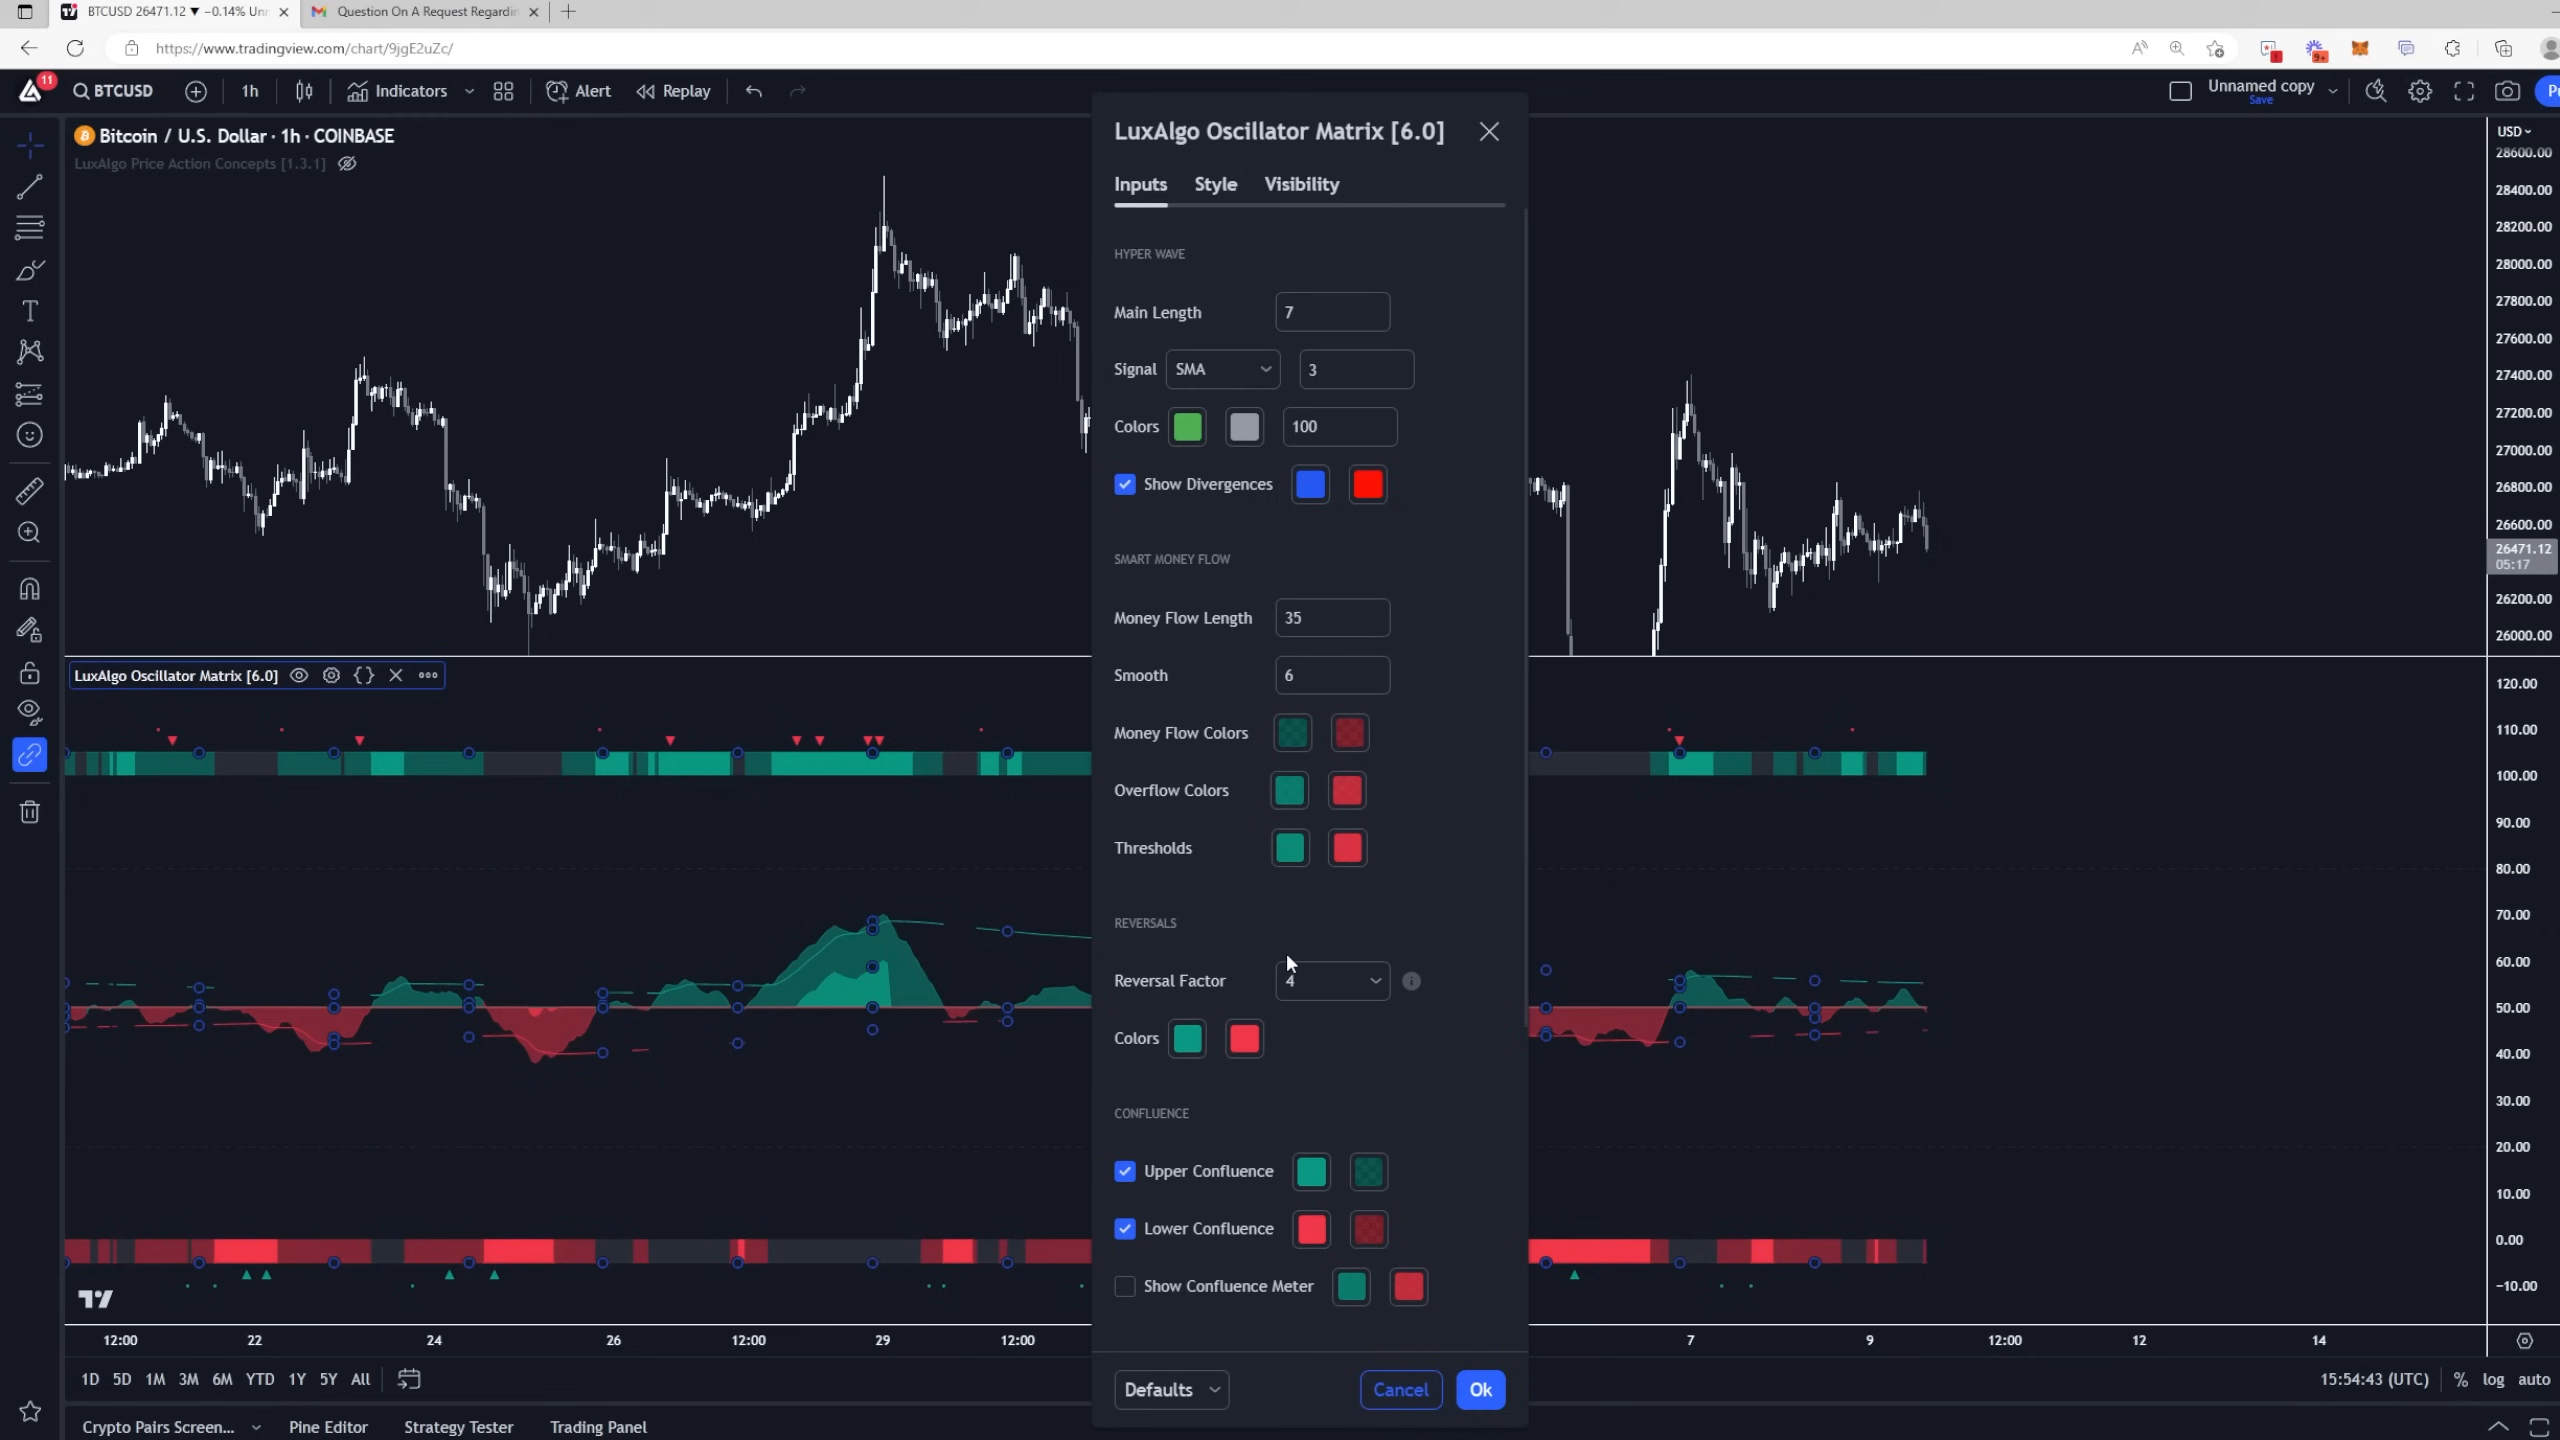 BTCUSD 26471.12 ▼ −0.14% Un
Question On A Request Regardin
https://www.tradingview.com/chart/9jgE2uZc/
9+
11
BTCUSD
1h
Indicators
Alert
Replay
Unnamed copy
Save
Bitcoin / U.S. Dollar · 1h · COINBASE
LuxAlgo Price Action Concepts [1.3.1]
USD
28600.00
28400.00
28200.00
28000.00
27800.00
27600.00
27400.00
27200.00
27000.00
26800.00
26600.00
26471.12
05:17
26200.00
26000.00
LuxAlgo Oscillator Matrix [6.0]
Inputs Style Visibility
HYPER WAVE
Main Length 7
Signal SMA 3
Colors 100
Show Divergences
SMART MONEY FLOW
Money Flow Length 35
Smooth 6
Money Flow Colors
Overflow Colors
Thresholds
REVERSALS
Reversal Factor 4
Colors
CONFLUENCE
Upper Confluence
Lower Confluence
Show Confluence Meter
Defaults Cancel Ok
LuxAlgo Oscillator Matrix [6.0]
120.00
110.00
100.00
90.00
80.00
70.00
60.00
50.00
40.00
30.00
20.00
10.00
0.00
−10.00
12:00 22 24 26 12:00 29 12:00 7 9 12:00 12 14
1D 5D 1M 3M 6M YTD 1Y 5Y All
15:54:43 (UTC) % log auto
Crypto Pairs Screen... Pine Editor Strategy Tester Trading Panel